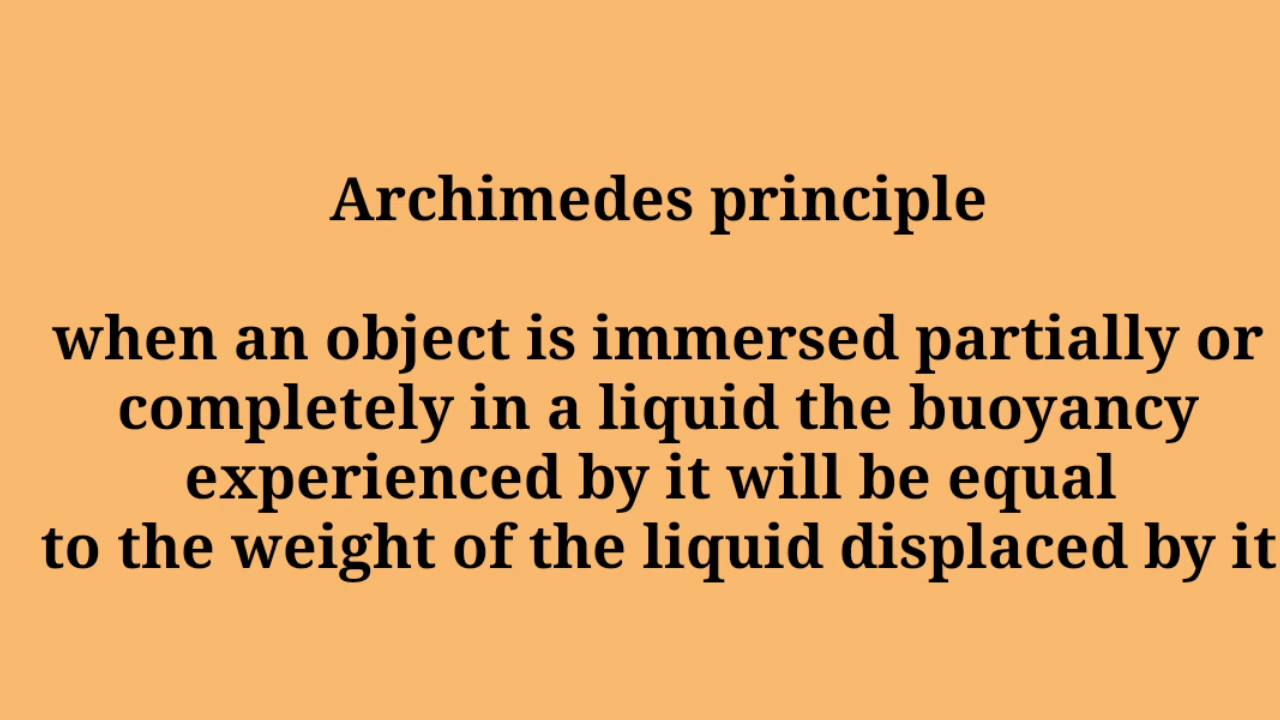 Archimedes principle
when an object is immersed partially or
completely in a liquid the buoyancy
experienced by it will be equal
to the weight of the liquid displaced by it